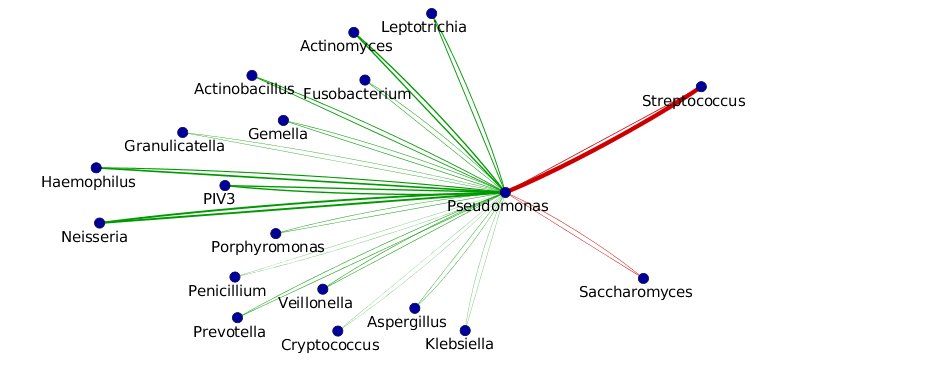 Leptotrichia
Actinomyces
Actinobacillus
Fusobacterium
Streptococcus
Gemella
Granulicatella
Haemophilus
PIV3
Pseudomonas
Neisseria
Porphyromonas
Penicillium
Saccharomyces
Veillonella
Aspergillus
Prevotella
Cryptococcus
Klebsiella